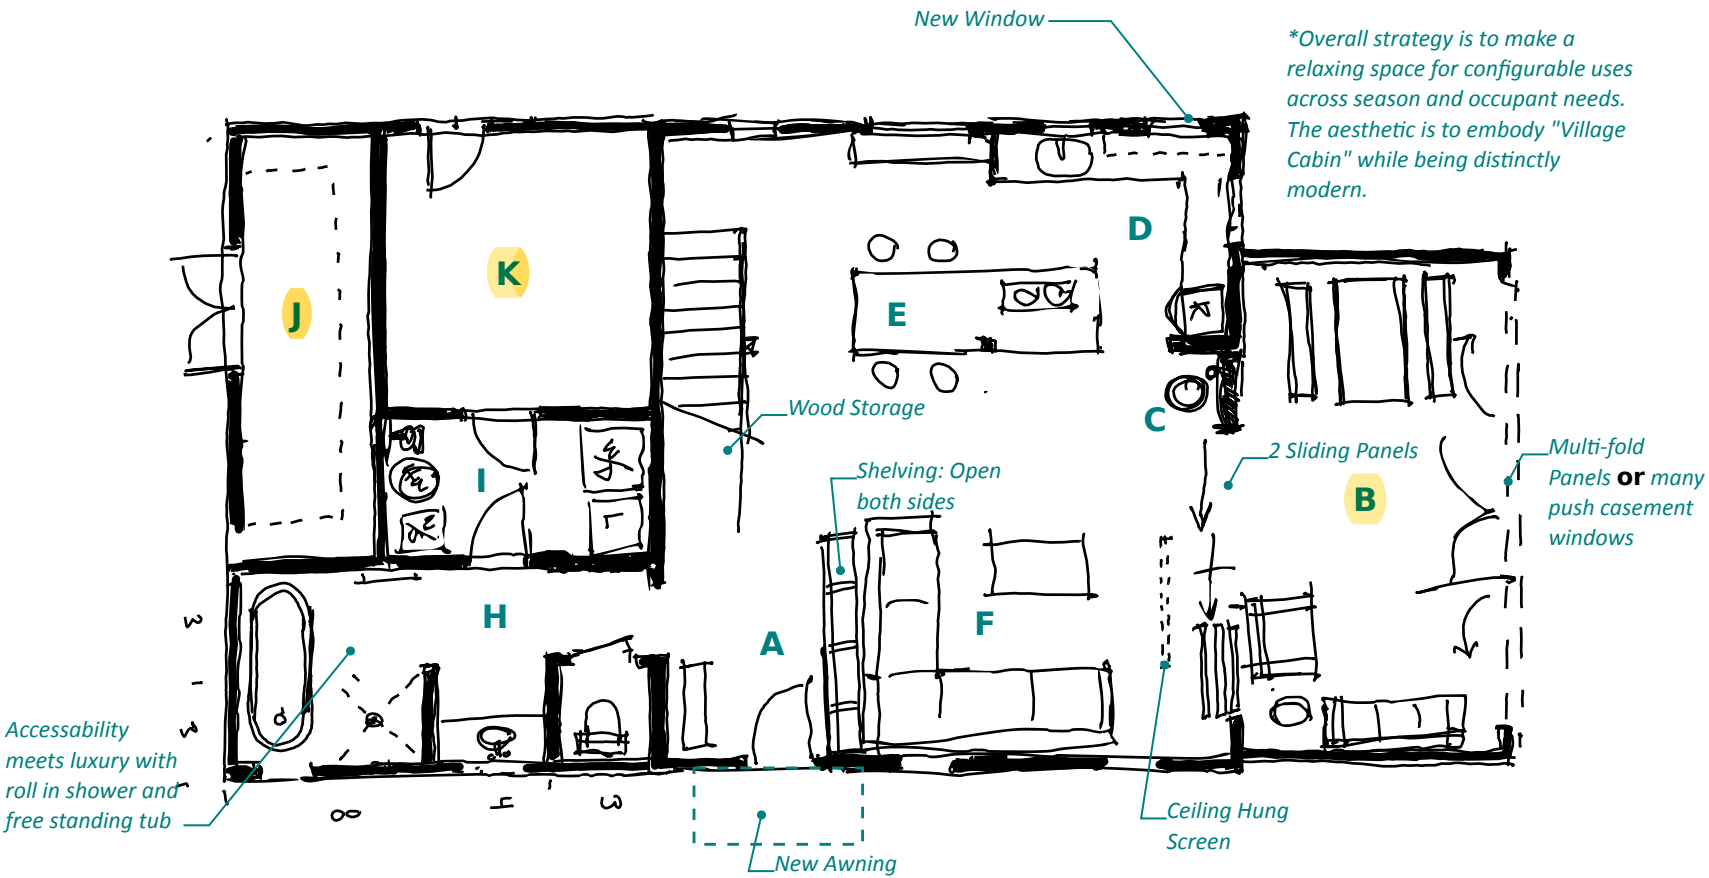 New Window
*Overall strategy is to make a
relaxing space for configurable uses
across season and occupant needs.
The aesthetic is to embody "Village
Cabin" while being distinctly
modern.
K
J
D
E
Wood Storage
C
2 Sliding Panels
Multi-fold
Panels or many
push casement
windows
B
Shelving: Open
both sides
I
L
H
A
F
Accessability
meets luxury with
roll in shower and
free standing tub
8
4
3
Ceiling Hung
Screen
New Awning